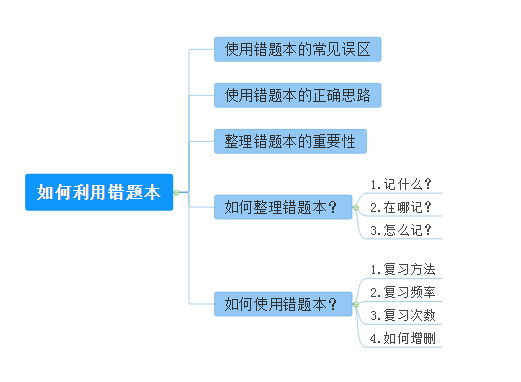 如何利用错题本
使用错题本的常见误区
使用错题本的正确思路
整理错题本的重要性
如何整理错题本？
1.记什么？
2.在哪记？
3.怎么记？
如何使用错题本？
1.复习方法
2.复习频率
3.复习次数
4.如何增删